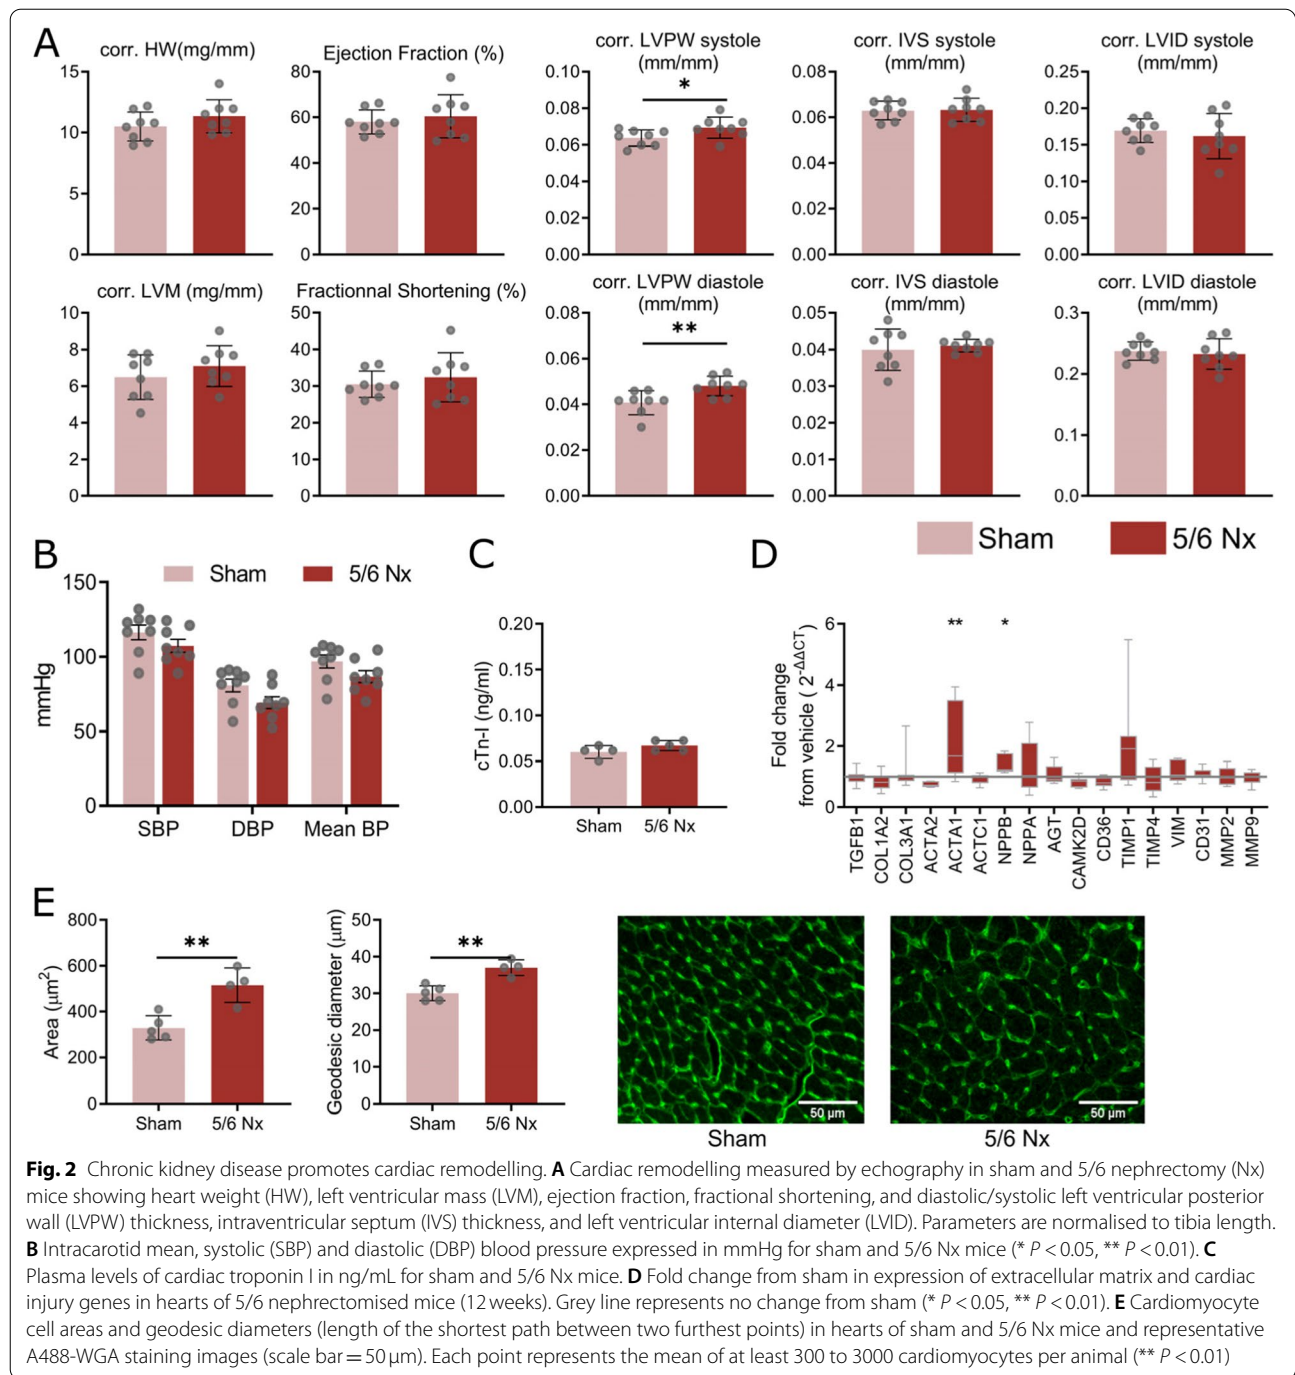 A
corr. HW(mg/mm)
15
10
5
0
Ejection Fraction (%)
80
60
40
20
0
corr. LVPW systole
(mm/mm)
0.10
0.08
0.06
0.04
0.02
0.00
*
corr. IVS systole
(mm/mm)
0.08
0.06
0.04
0.02
0.00
corr. LVID systole
(mm/mm)
0.25
0.20
0.15
0.10
0.05
0.00
corr. LVM (mg/mm)
10
8
6
4
2
0
Fractionnal Shortening (%)
50
40
30
20
10
0
corr. LVPW diastole
(mm/mm)
0.08
0.06
0.04
0.02
0.00
**
corr. IVS diastole
(mm/mm)
0.05
0.04
0.03
0.02
0.01
0.00
corr. LVID diastole
(mm/mm)
0.3
0.2
0.1
0.0
Sham
5/6 Nx
B
Sham
5/6 Nx
mmHg
150
100
50
0
SBP
DBP
Mean BP
C
cTn-I (ng/ml)
0.20
0.15
0.10
0.05
0.00
Sham
5/6 Nx
D
Fold change
from vehicle ( 2-ΔΔCT)
6
4
2
0
**
*
TGFB1
COL1A2
COL3A1
ACTA2
ACTA1
ACTC1
NPPB
NPPA
AGT
CAMK2D
CD36
TIMP1
TIMP4
VIM
CD31
MMP2
MMP9
E
Area (μm2)
800
600
400
200
0
**
Sham
5/6 Nx
Geodesic diameter (μm)
50
40
30
20
10
0
**
Sham
5/6 Nx
50 μm
Sham
50 μm
5/6 Nx
Fig. 2 Chronic kidney disease promotes cardiac remodelling. A Cardiac remodelling measured by echography in sham and 5/6 nephrectomy (Nx)
mice showing heart weight (HW), left ventricular mass (LVM), ejection fraction, fractional shortening, and diastolic/systolic left ventricular posterior
wall (LVPW) thickness, intraventricular septum (IVS) thickness, and left ventricular internal diameter (LVID). Parameters are normalised to tibia length.
B Intracarotid mean, systolic (SBP) and diastolic (DBP) blood pressure expressed in mmHg for sham and 5/6 Nx mice (* P < 0.05, ** P < 0.01). C
Plasma levels of cardiac troponin I in ng/mL for sham and 5/6 Nx mice. D Fold change from sham in expression of extracellular matrix and cardiac
injury genes in hearts of 5/6 nephrectomised mice (12 weeks). Grey line represents no change from sham (* P < 0.05, ** P < 0.01). E Cardiomyocyte
cell areas and geodesic diameters (length of the shortest path between two furthest points) in hearts of sham and 5/6 Nx mice and representative
A488-WGA staining images (scale bar = 50 μm). Each point represents the mean of at least 300 to 3000 cardiomyocytes per animal (** P < 0.01)